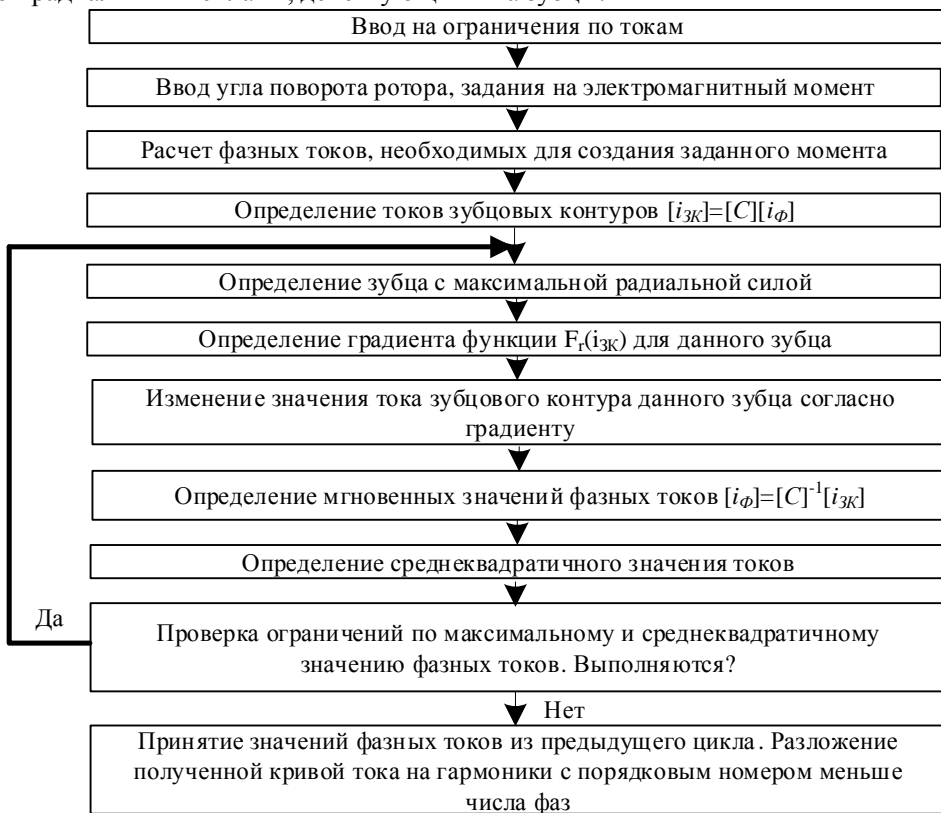 Ввод на ограничения по токам
Ввод угла поворота ротора, задания на электромагнитный момент
Расчет фазных токов, необходимых для создания заданного момента
Определение токов зубцовых контуров [iЗК]=[C][iФ]
Определение зубца с максимальной радиальной силой
Определение градиента функции Fr(iЗК) для данного зубца
Изменение значения тока зубцового контура данного зубца согласно
градиенту
Определение мгновенных значений фазных токов [iФ]=[C]-1[iЗК]
Определение среднеквадратичного значения токов
Да
Проверка ограничений по максимальному и среднеквадратичному
значению фазных токов. Выполняются?
Нет
Принятие значений фазных токов из предыдущего цикла. Разложение
полученной кривой тока на гармоники с порядковым номером меньше
числа фаз